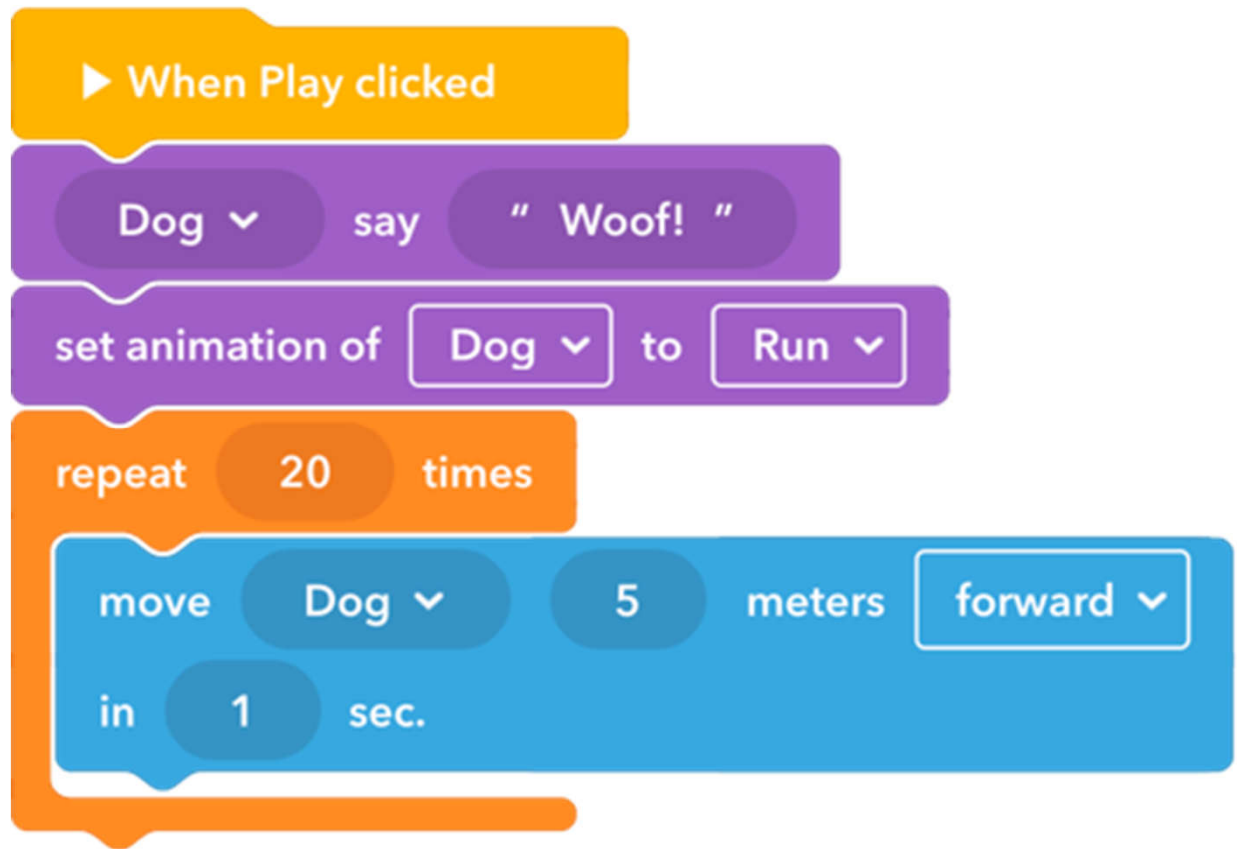 When Play clicked
Dog say “ Woof! ”
set animation of Dog to Run
repeat 20 times
move Dog 5 meters forward
in 1 sec.